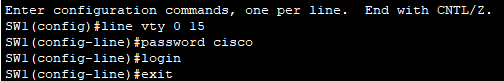 Enter configuration commands, one per line.  End with CNTL/Z.
SW1(config)#line vty 0 15
SW1(config-line)#password cisco
SW1(config-line)#login
SW1(config-line)#exit